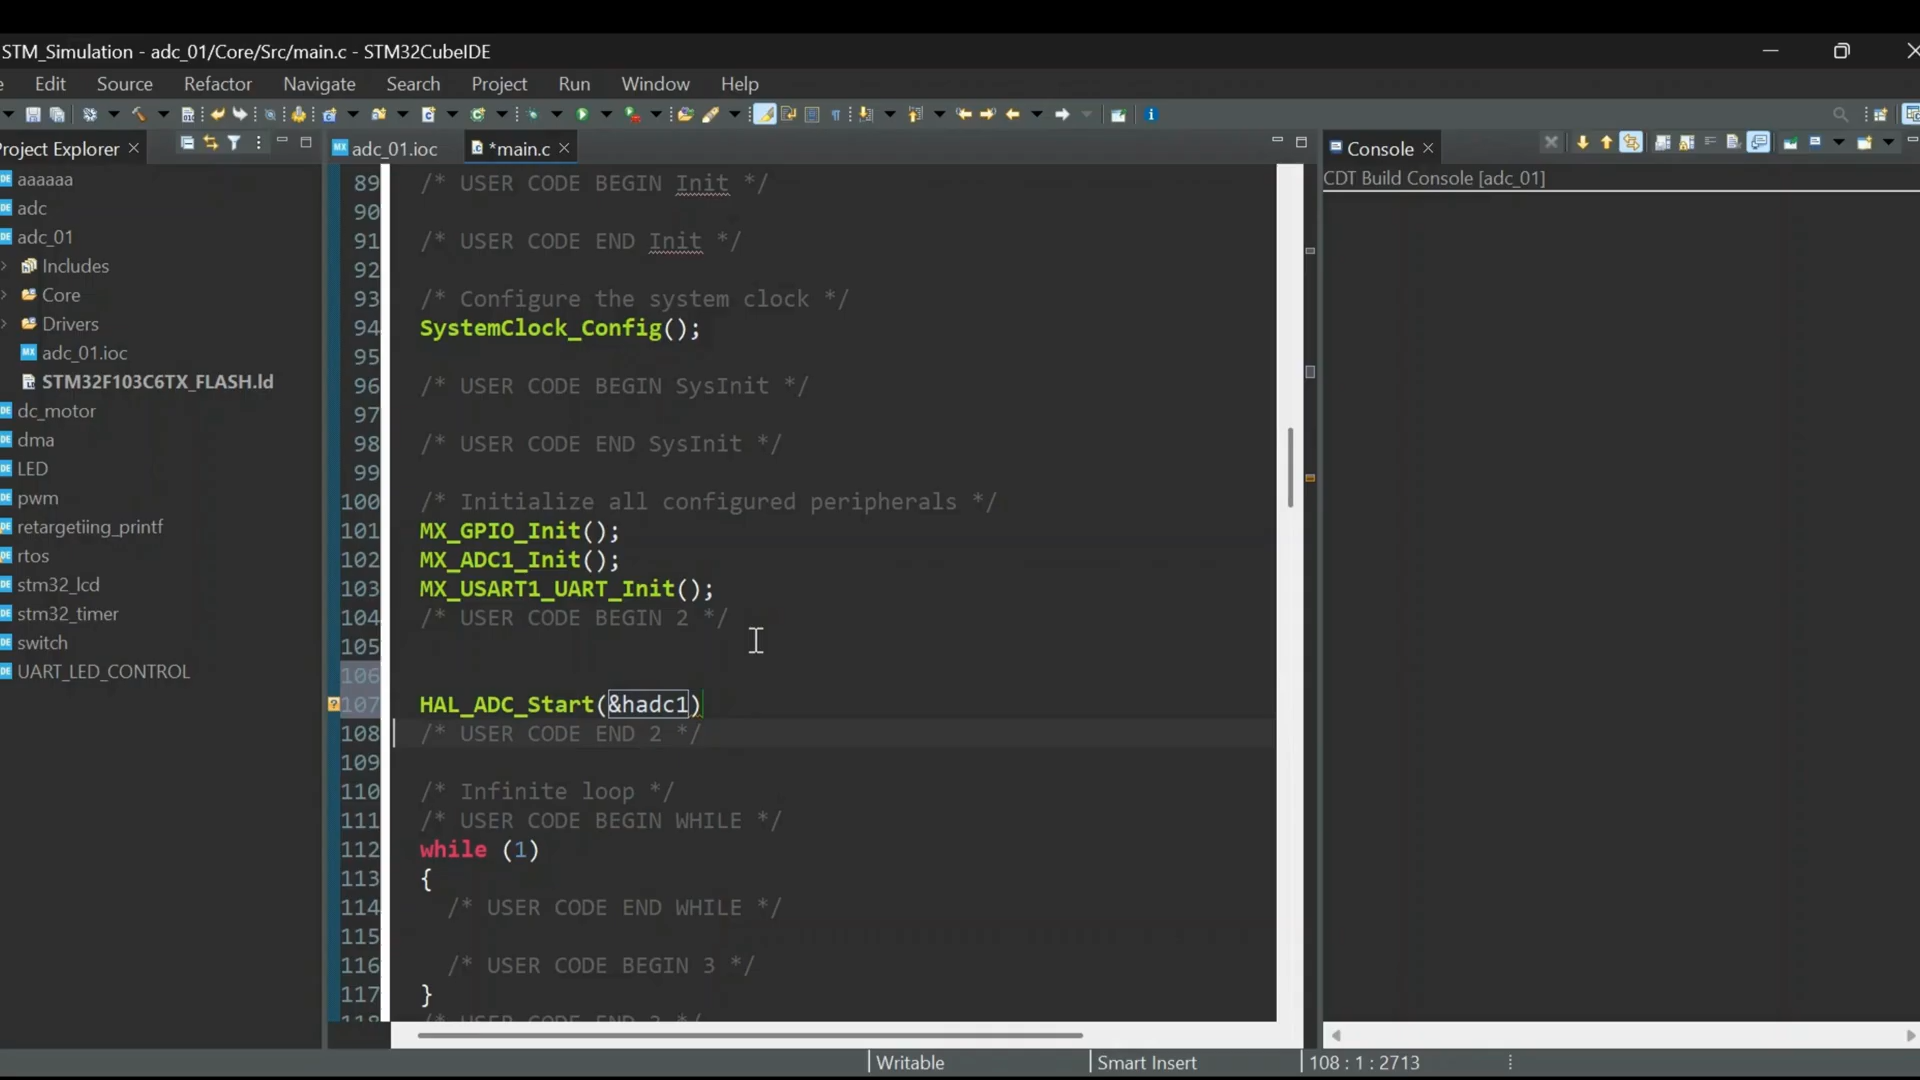 STM_Simulation - adc_01/Core/Src/main.c - STM32CubeIDE
e Edit Source Refactor Navigate Search Project Run Window Help
Project Explorer
aaaaaa
adc
adc_01
Includes
Core
Drivers
adc_01.ioc
STM32F103C6TX_FLASH.ld
dc_motor
dma
LED
pwm
retargetiing_printf
rtos
stm32_lcd
stm32_timer
switch
UART_LED_CONTROL
adc_01.ioc *main.c
89 /* USER CODE BEGIN Init */
90
91 /* USER CODE END Init */
92
93 /* Configure the system clock */
94 SystemClock_Config();
95
96 /* USER CODE BEGIN SysInit */
97
98 /* USER CODE END SysInit */
99
100 /* Initialize all configured peripherals */
101 MX_GPIO_Init();
102 MX_ADC1_Init();
103 MX_USART1_UART_Init();
104 /* USER CODE BEGIN 2 */
105
106
107 HAL_ADC_Start(&hadc1)
108 /* USER CODE END 2 */
109
110 /* Infinite loop */
111 /* USER CODE BEGIN WHILE */
112 while (1)
113 {
114 /* USER CODE END WHILE */
115
116 /* USER CODE BEGIN 3 */
117 }
118 /* USER CODE END 3 */
Console
CDT Build Console [adc_01]
Writable Smart Insert 108 : 1 : 2713